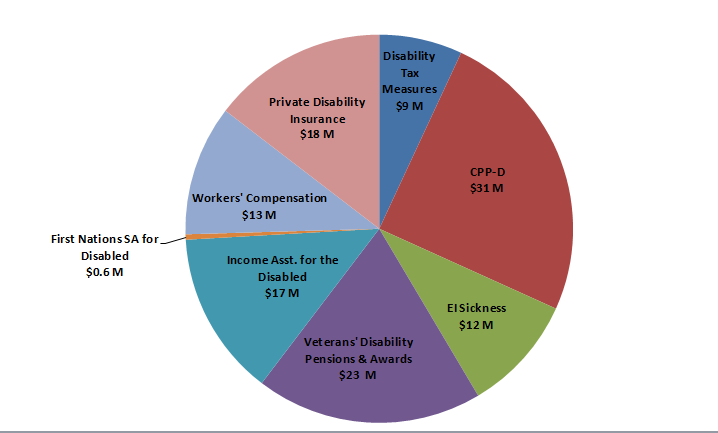 Disability
Tax
Measures
$9 M
CPP-D
$31 M
EI Sickness
$12 M
Veterans' Disability
Pensions & Awards
$23 M
Income Asst. for the
Disabled
$17 M
First Nations SA for
Disabled
$0.6 M
Workers' Compensation
$13 M
Private Disability
Insurance
$18 M